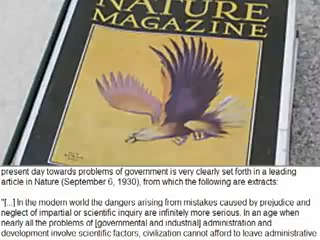 NATURE
MAGAZINE
present day towards problems of government is very clearly set forth in a leading
article in Nature (September 6, 1930), from which the following are extracts:
"[...] In the modern world the dangers arising from mistakes caused by prejudice and
neglect of impartial or scientific inquiry are infinitely more serious. In an age when
nearly all the problems of [governmental and industrial] administration and
development involve scientific factors, civilization cannot afford to leave administrative